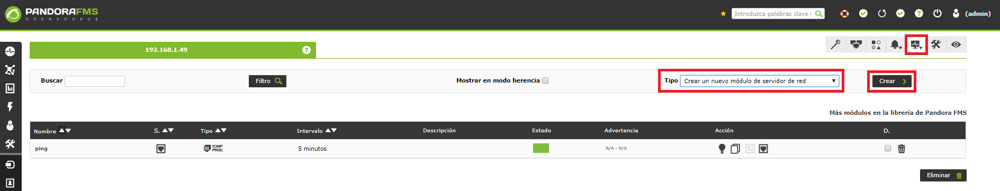 PANDORAFMS
OPENSOURCE
Introduzca palabras clave p
(admin)
192.168.1.49
Buscar
Filtro
Mostrar en modo herencia
Tipo
Crear un nuevo módulo de servidor de red
Crear
Más módulos en la librería de Pandora FMS
Nombre S. Tipo Intervalo Descripción Estado Advertencia Acción D.
ping ICMP PROC 5 minutos N/A - N/A
Eliminar